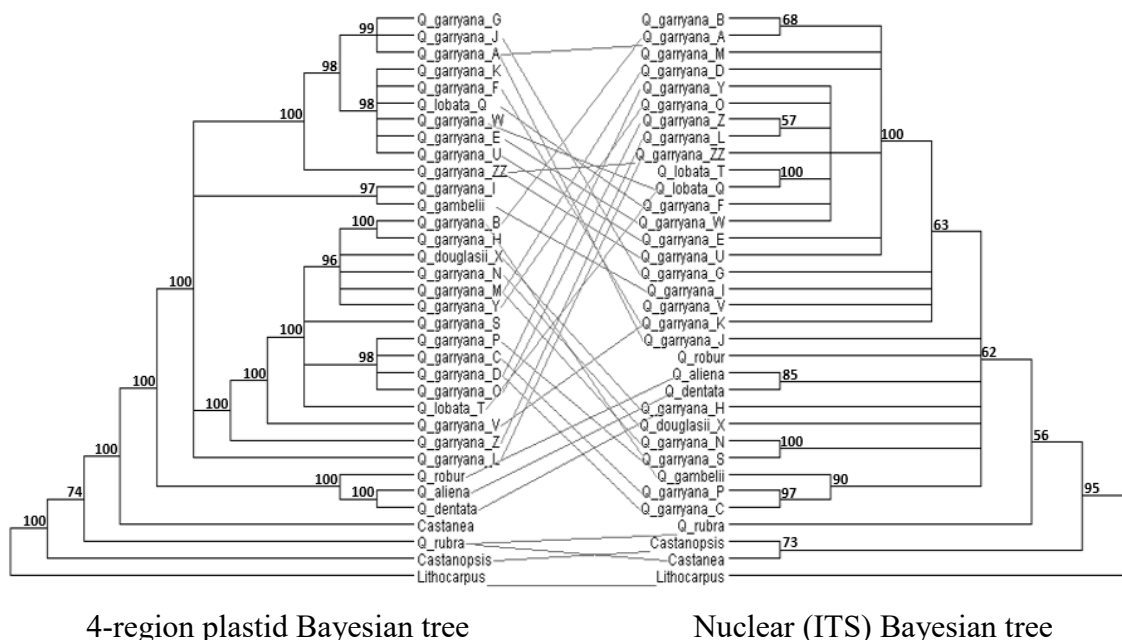 Q_garryana_G
99
Q_garryana_J
Q_garryana_A
98
Q_garryana_K
Q_garryana_F
98
Q_lobata_Q
Q_garryana_W
100
Q_garryana_E
Q_garryana_U
Q_garryana_ZZ
97
Q_garryana_I
Q_gambelii
100
Q_garryana_B
Q_garryana_H
96
Q_douglasii_X
Q_garryana_N
100
Q_garryana_M
Q_garryana_Y
100
Q_garryana_S
Q_garryana_P
98
Q_garryana_C
100
Q_garryana_D
100
Q_garryana_O
100
Q_lobata_T
Q_garryana_V
Q_garryana_Z
100
Q_garryana_L
100
Q_robur
100
Q_aliena
74
Q_dentata
100
Castanea
Q_rubra
Castanopsis
Lithocarpus
Q_garryana_B
68
Q_garryana_A
Q_garryana_M
Q_garryana_D
Q_garryana_Y
Q_garryana_O
Q_garryana_Z
57
Q_garryana_L
100
Q_garryana_ZZ
Q_lobata_T
100
Q_lobata_Q
Q_garryana_F
Q_garryana_W
63
Q_garryana_E
Q_garryana_U
Q_garryana_G
Q_garryana_I
Q_garryana_V
Q_garryana_K
Q_garryana_J
Q_robur
62
Q_aliena
85
Q_dentata
Q_garryana_H
Q_douglasii_X
56
Q_garryana_N
100
Q_garryana_S
Q_gambelii
90
Q_garryana_P
97
95
Q_garryana_C
Q_rubra
Castanopsis
73
Castanea
Lithocarpus
4-region plastid Bayesian tree
Nuclear (ITS) Bayesian tree